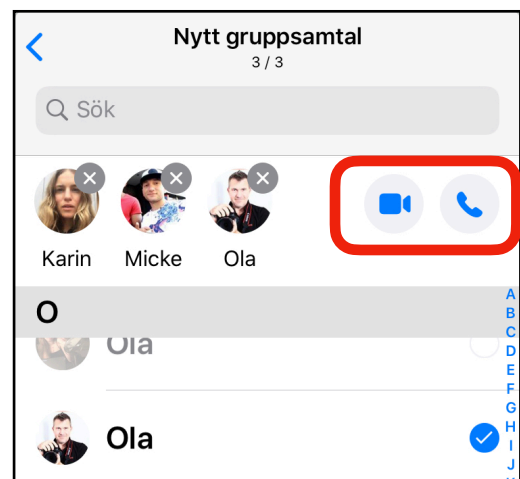 Nytt gruppsamtal
3 / 3
Sök
Karin Micke Ola
O
Ola
Ola
A
B
C
D
E
F
G
H
I
J